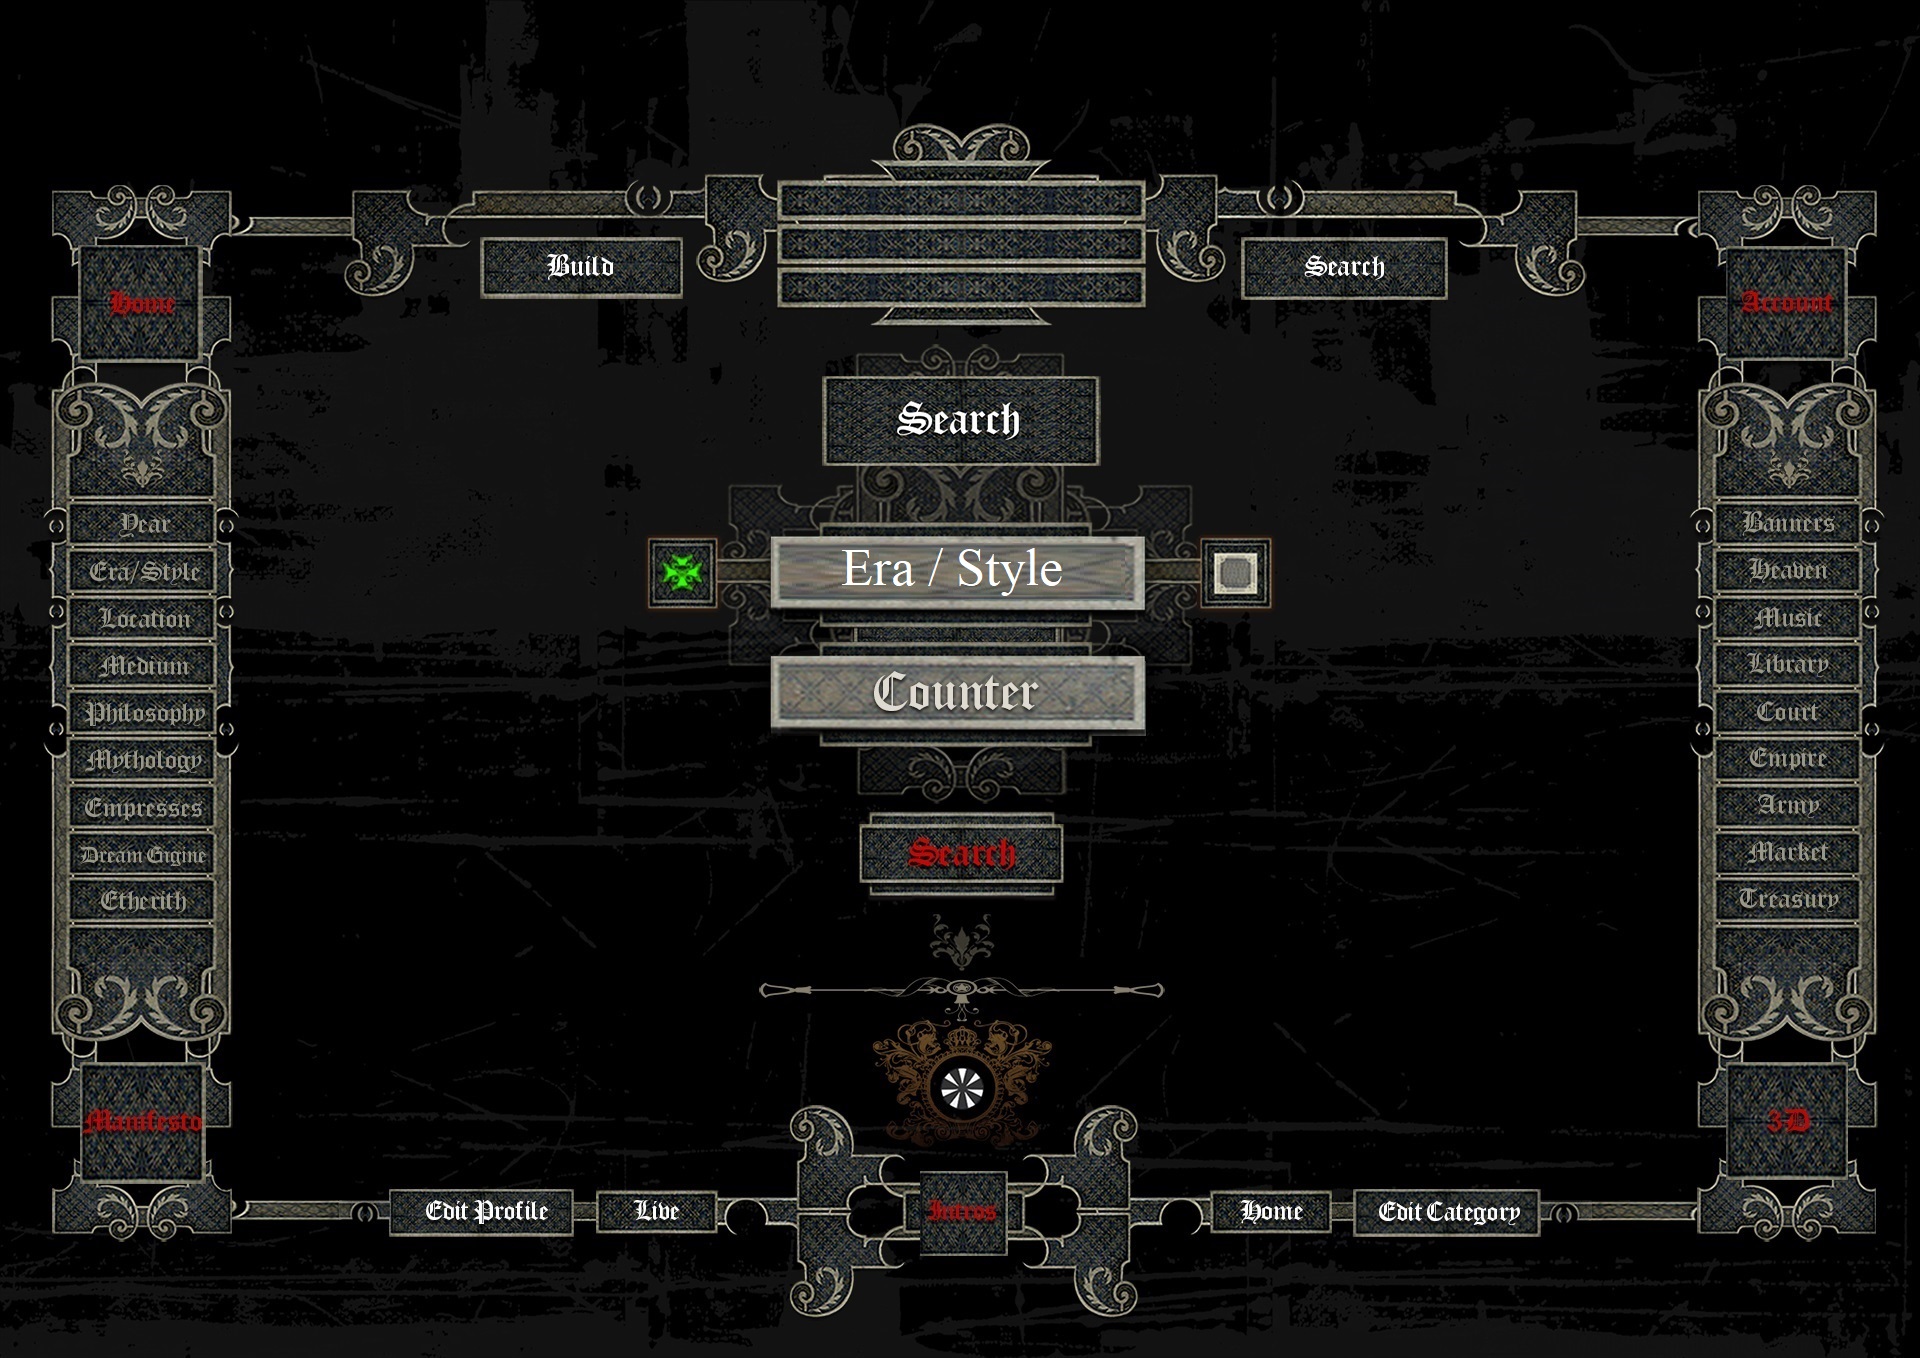 Build
Search
Home
Account
Search
Year
Era/Style
Location
Medium
Philosophy
Mythology
Empresses
Dream Engine
Etherith
Era / Style
Counter
Search
Banners
Heaven
Music
Library
Court
Empire
Army
Market
Treasury
Manifesto
3-D
Edit Profile
Live
Intros
Home
Edit Category